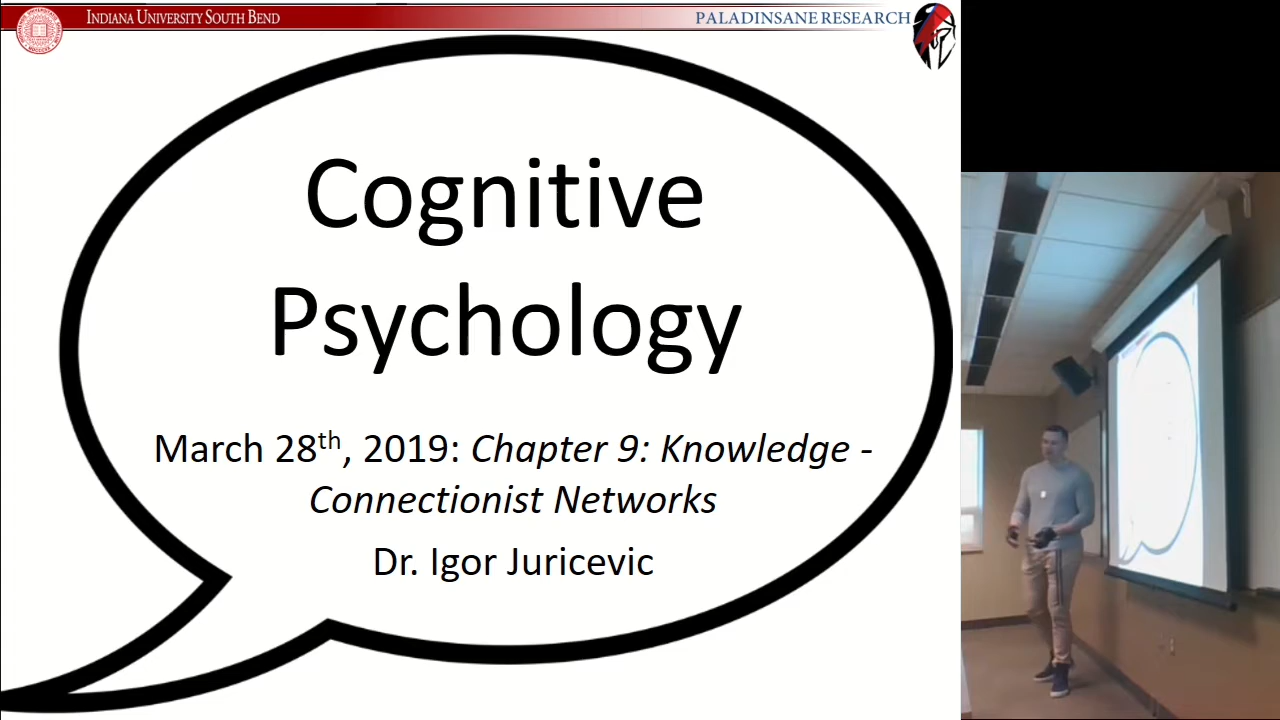 INDIANA UNIVERSITY SOUTH BEND
PALADINSANE RESEARCH
Cognitive
Psychology
March 28th, 2019: Chapter 9: Knowledge -
Connectionist Networks
Dr. Igor Juricevic